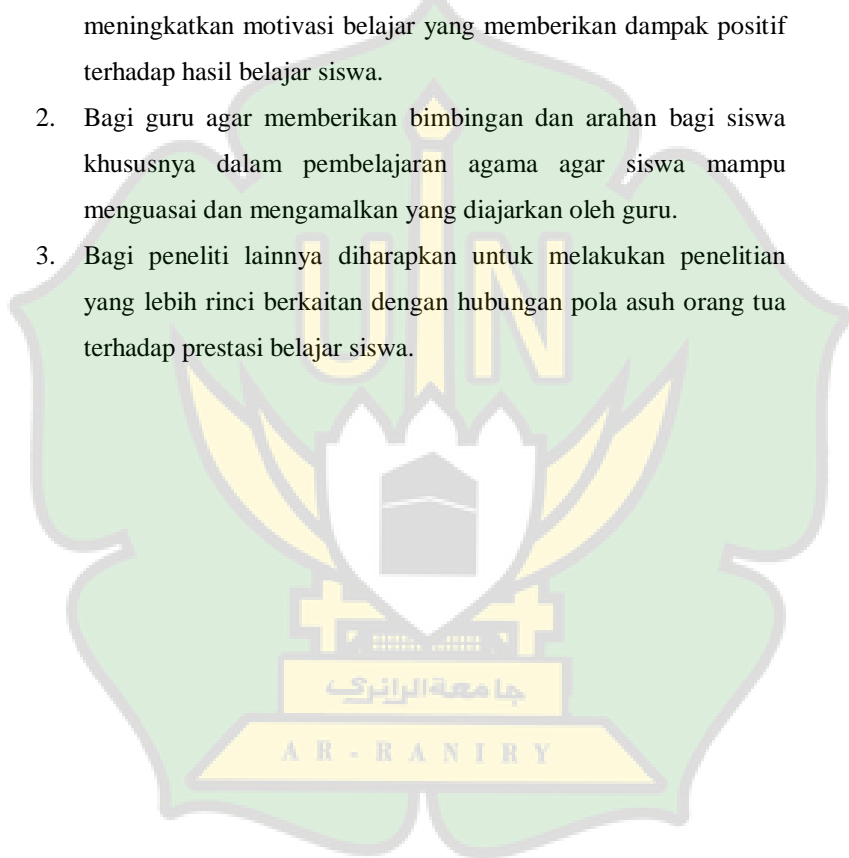 meningkatkan motivasi belajar yang memberikan dampak positif
terhadap hasil belajar siswa.
2. Bagi guru agar memberikan bimbingan dan arahan bagi siswa
khususnya dalam pembelajaran agama agar siswa mampu
menguasai dan mengamalkan yang diajarkan oleh guru.
3. Bagi peneliti lainnya diharapkan untuk melakukan penelitian
yang lebih rinci berkaitan dengan hubungan pola asuh orang tua
terhadap prestasi belajar siswa.
UIN
جامعة الرانري
AR-RANIRY